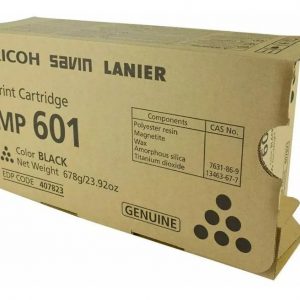 RICOH SAVIN LANIER
Print Cartridge
MP 601
Color BLACK
Net Weight: 678g/23.92oz
EDP CODE 407823
Components CAS No.
Polyester resin
Magnetite
Wax
Amorphous silica 7631-86-9
Titanium dioxide 13463-67-7
GENUINE